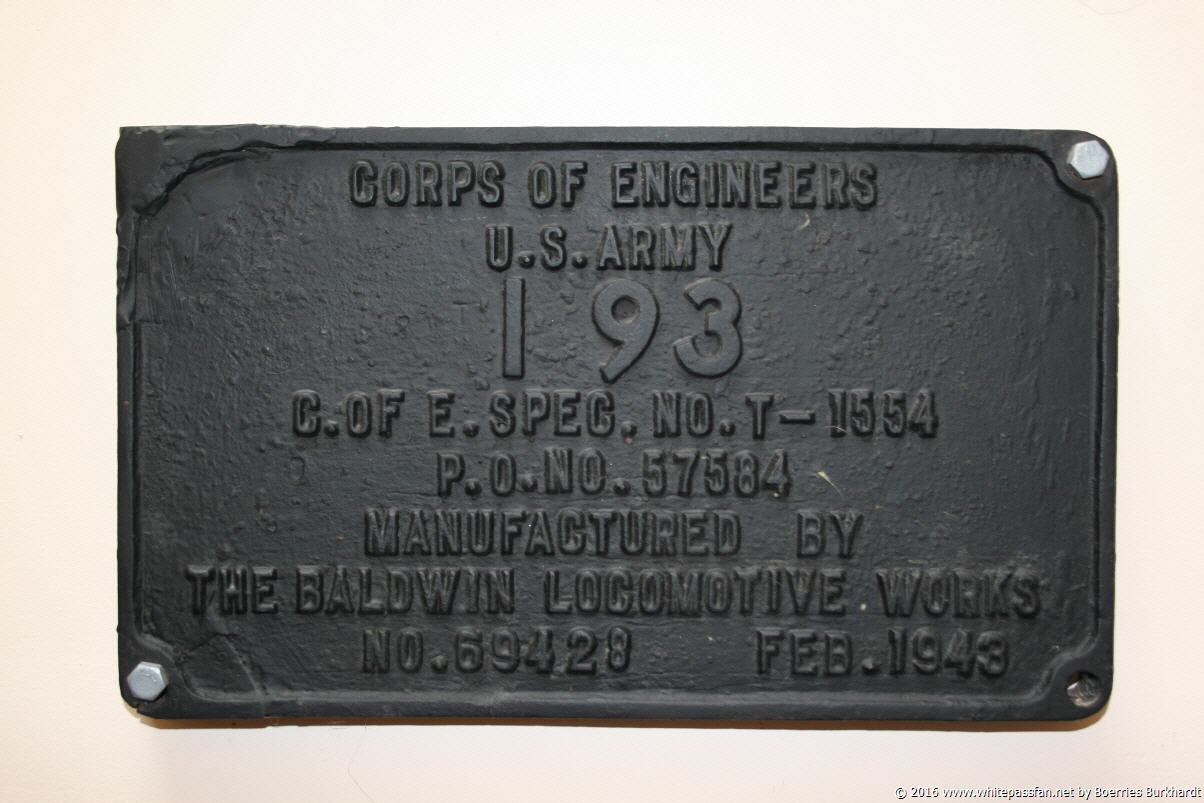 CORPS OF ENGINEERS
U.S. ARMY
193
C. OF E. SPEC. NO. T-1554
P.O. NO. 57584
MANUFACTURED BY
THE BALDWIN LOCOMOTIVE WORKS
NO. 69428 FEB. 1943
© 2016 www.whitepassfan.net by Boerries Burkhardt